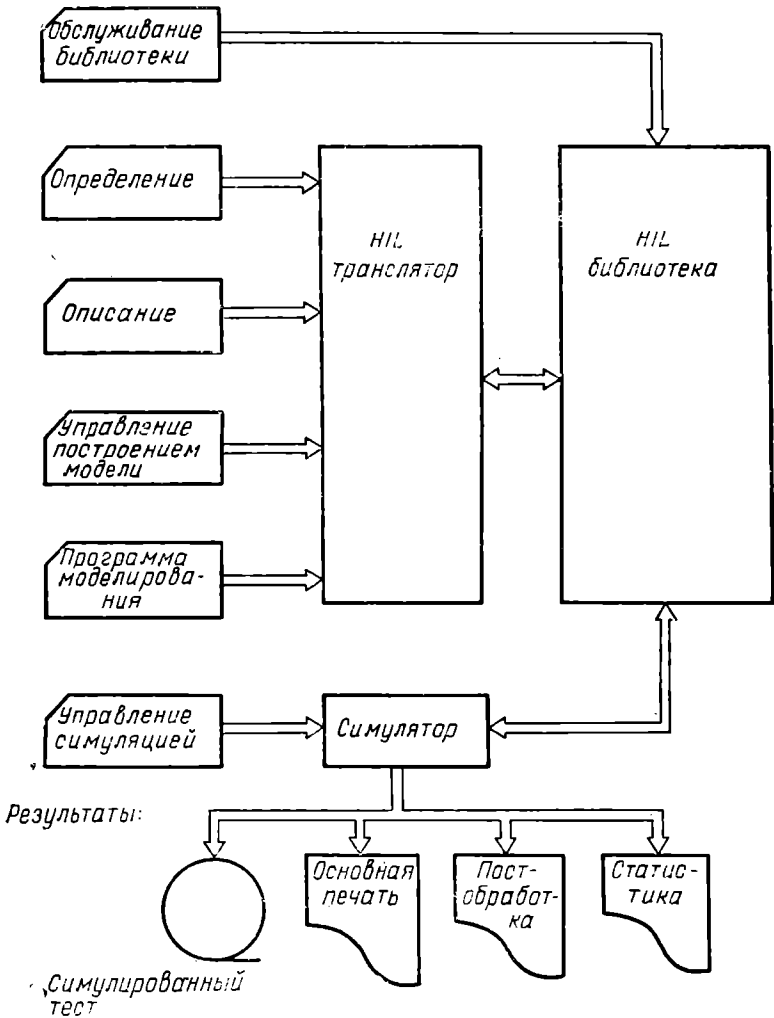 Обслуживание
библиотеки
Определение
HIL
транслятор
HIL
библиотека
Описание
Управление
построением
модели
Программа
моделирова-
ния
Управление
симуляцией
Симулятор
Результаты:
Основная
печать
Пост-
обработ-
ка
Статис-
тика
Симулированный
тест